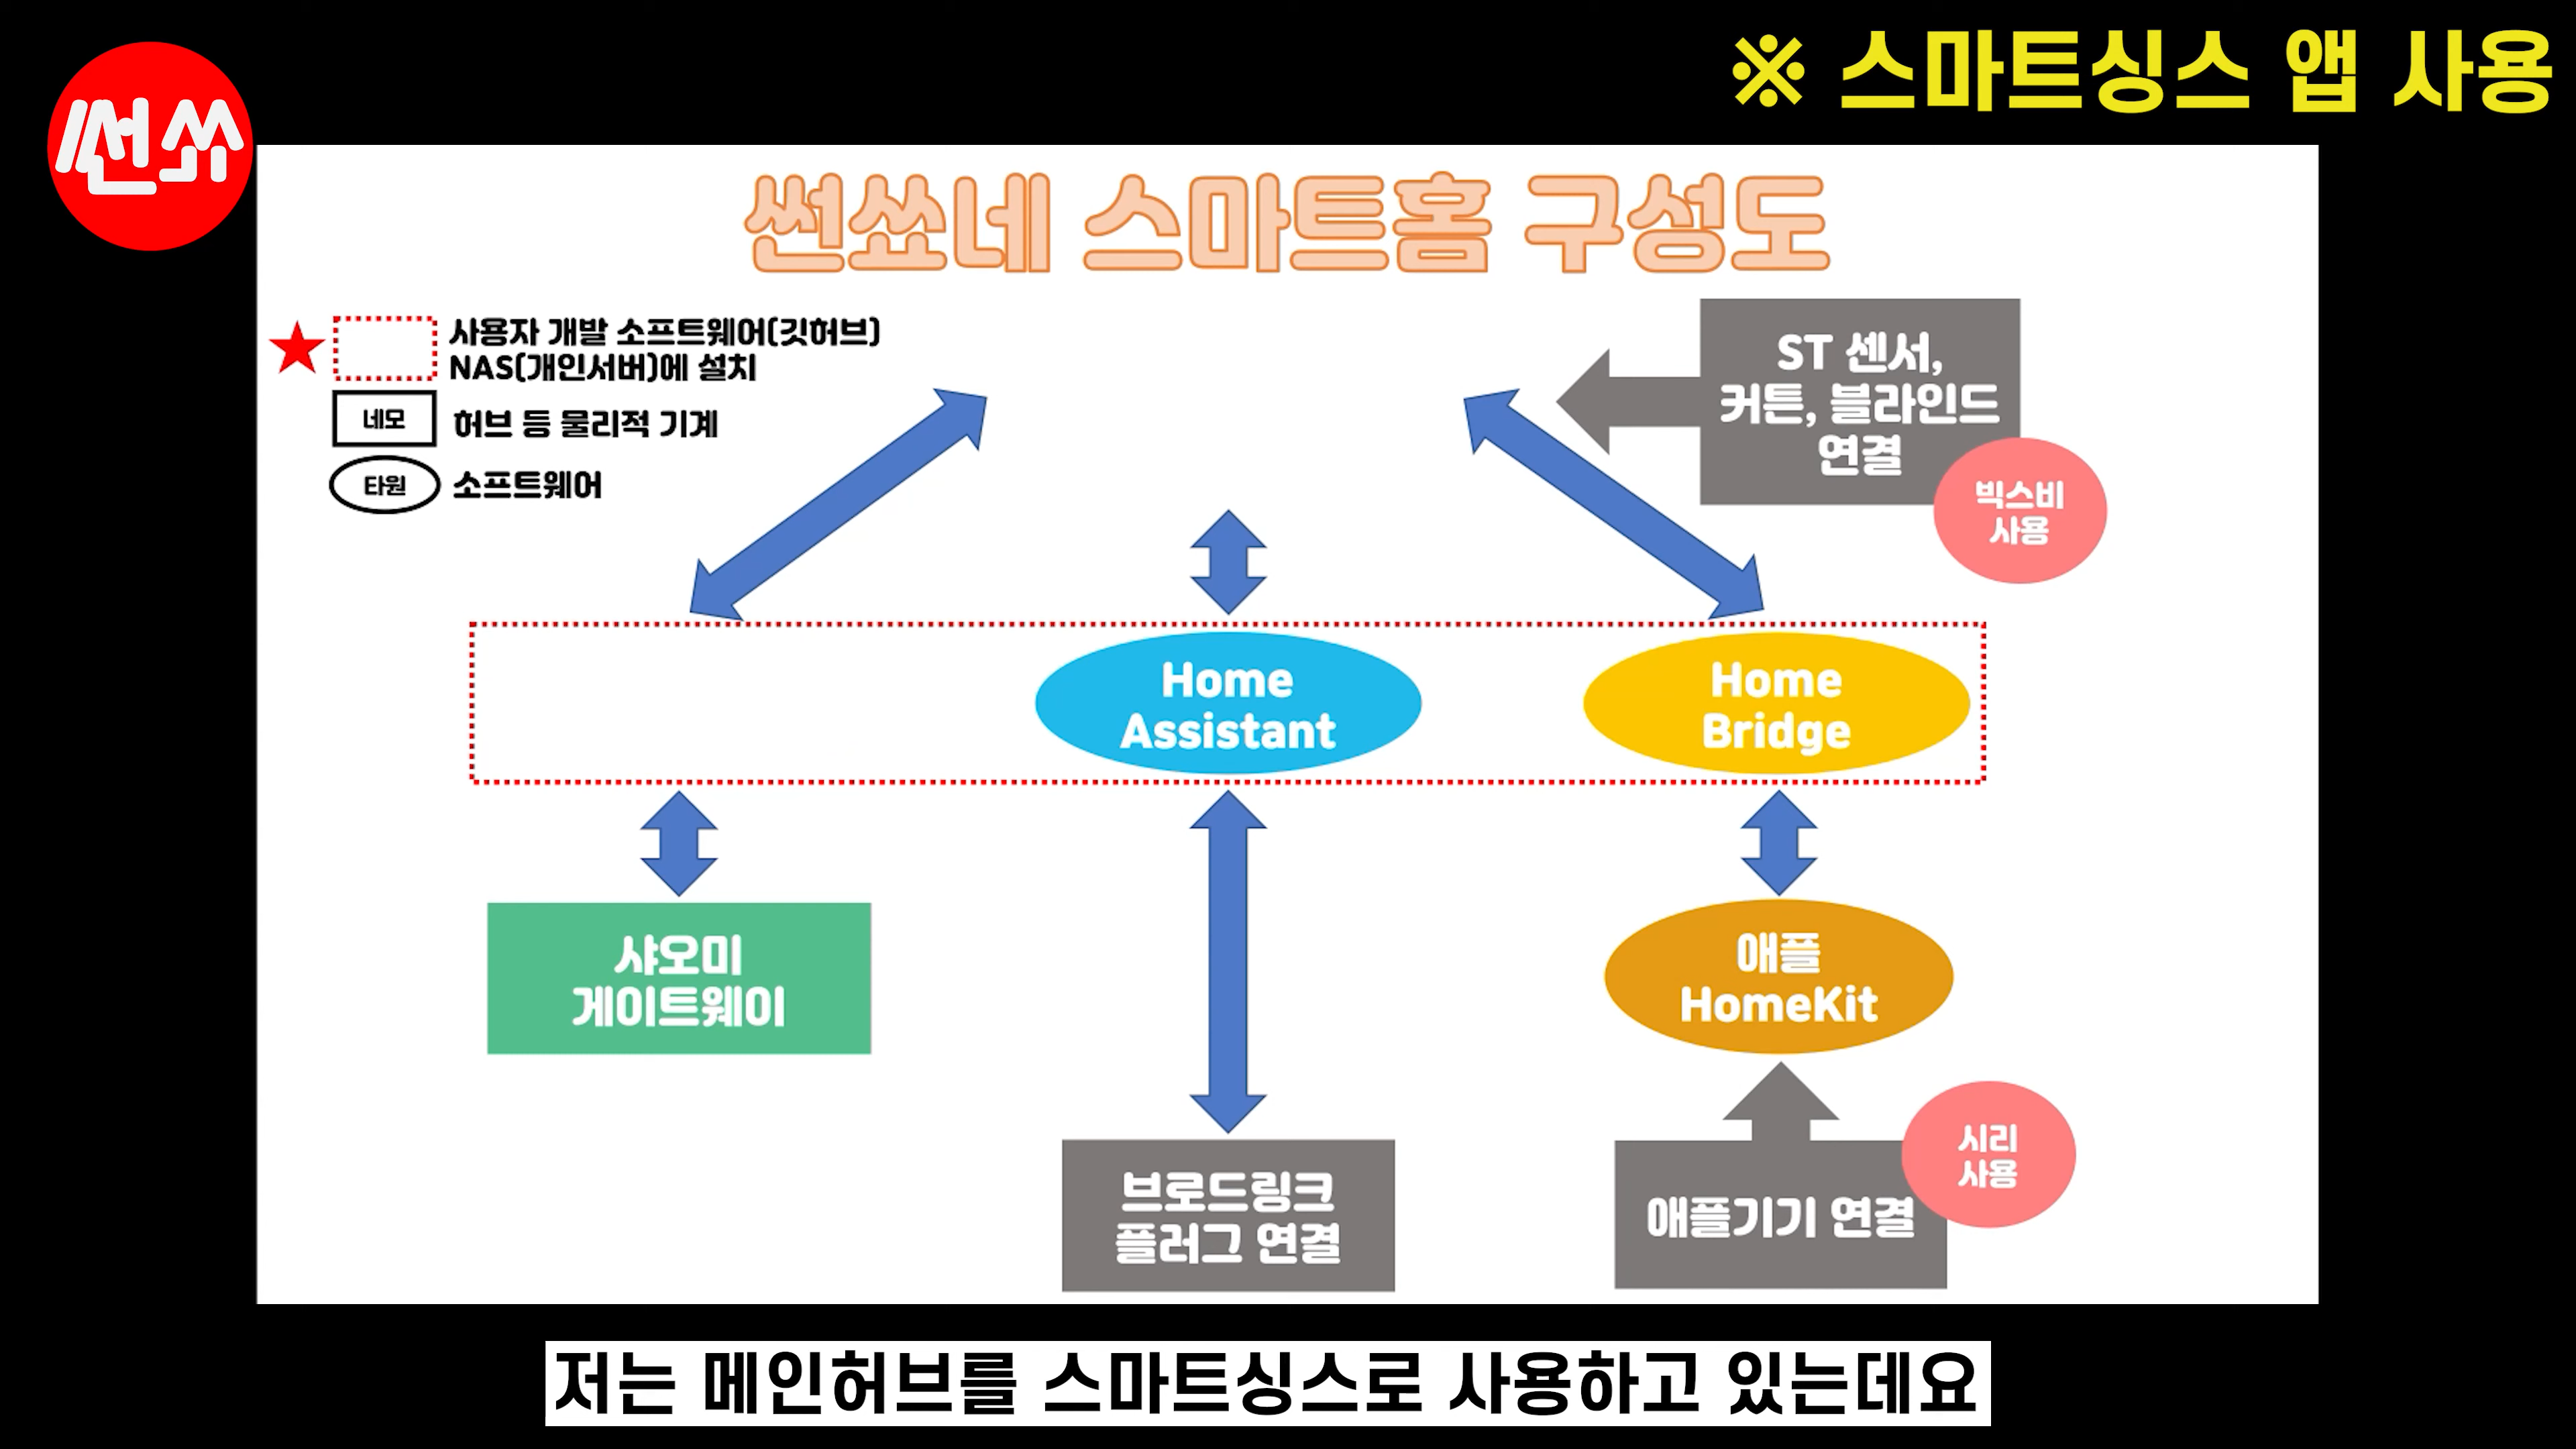 ※ 스마트싱스 앱 사용
썬쑈
썬쑈네 스마트홈 구성도
★
사용자 개발 소프트웨어(깃허브)
NAS(개인서버)에 설치
네모
허브 등 물리적 기계
타원
소프트웨어
ST 센서,
커튼, 블라인드
연결
빅스비
사용
Home
Assistant
Home
Bridge
샤오미
게이트웨이
애플
HomeKit
브로드링크
플러그 연결
애플기기 연결
시리
사용
저는 메인허브를 스마트싱스로 사용하고 있는데요